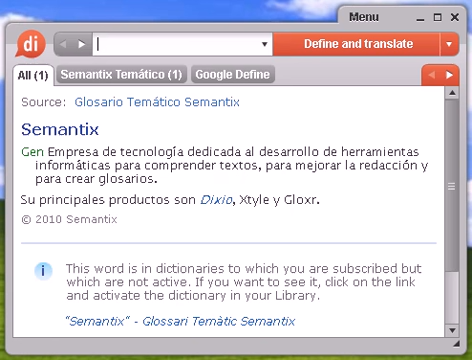 Menu
di
Define and translate
All (1)
Semantix Temático (1)
Google Define
Source: Glosario Temático Semantix
Semantix
Gen Empresa de tecnología dedicada al desarrollo de herramientas
informáticas para comprender textos, para mejorar la redacción y
para crear glosarios.
Su principales productos son Dixio, Xtyle y Gloxr.
© 2010 Semantix
i
This word is in dictionaries to which you are subscribed but
which are not active. If you want to see it, click on the link
and activate the dictionary in your Library.
"Semantix" - Glossari Temàtic Semantix